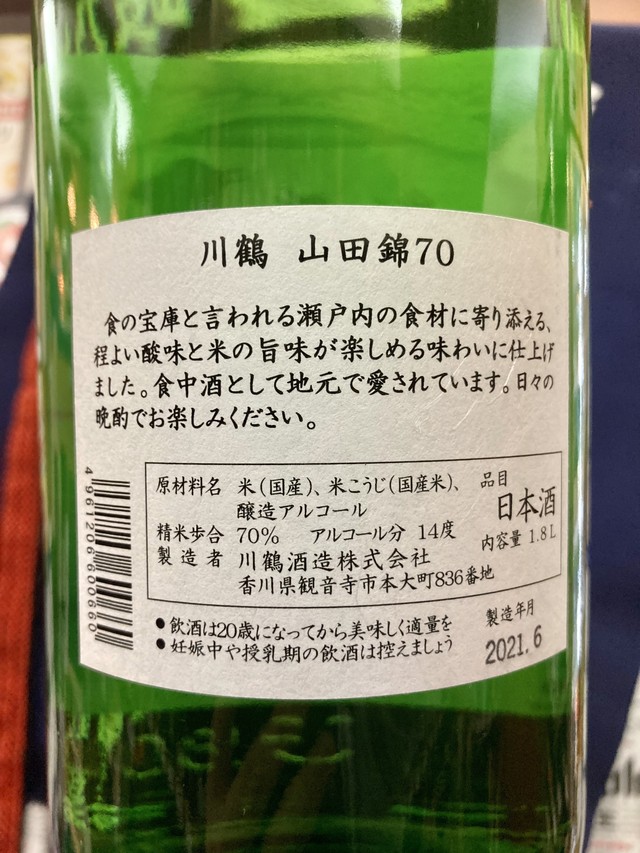 川鶴 山田錦70
食の宝庫と言われる瀬戸内の食材に寄り添える、
程よい酸味と米の旨味が楽しめる味わいに仕上げ
ました。食中酒として地元で愛されています。日々の
晩酌でお楽しみください。
原材料名 米(国産)、米こうじ(国産米)、
醸造アルコール
精米歩合 70% アルコール分 14度
製造者 川鶴酒造株式会社
香川県観音寺市本大町836番地
品目
日本酒
内容量 1.8L
4961206600660
●飲酒は20歳になってから美味しく適量を
●妊娠中や授乳期の飲酒は控えましょう
製造年月
2021.6